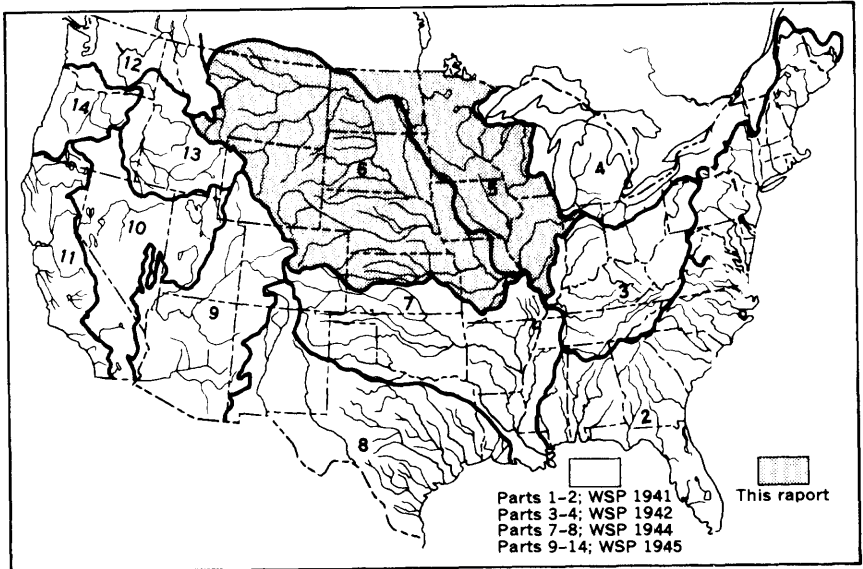 12
14
13
6
5
4
1
10
11
9
7
3
2
8
Parts 1-2; WSP 1941
Parts 3-4; WSP 1942
Parts 7-8; WSP 1944
Parts 9-14; WSP 1945
This raport